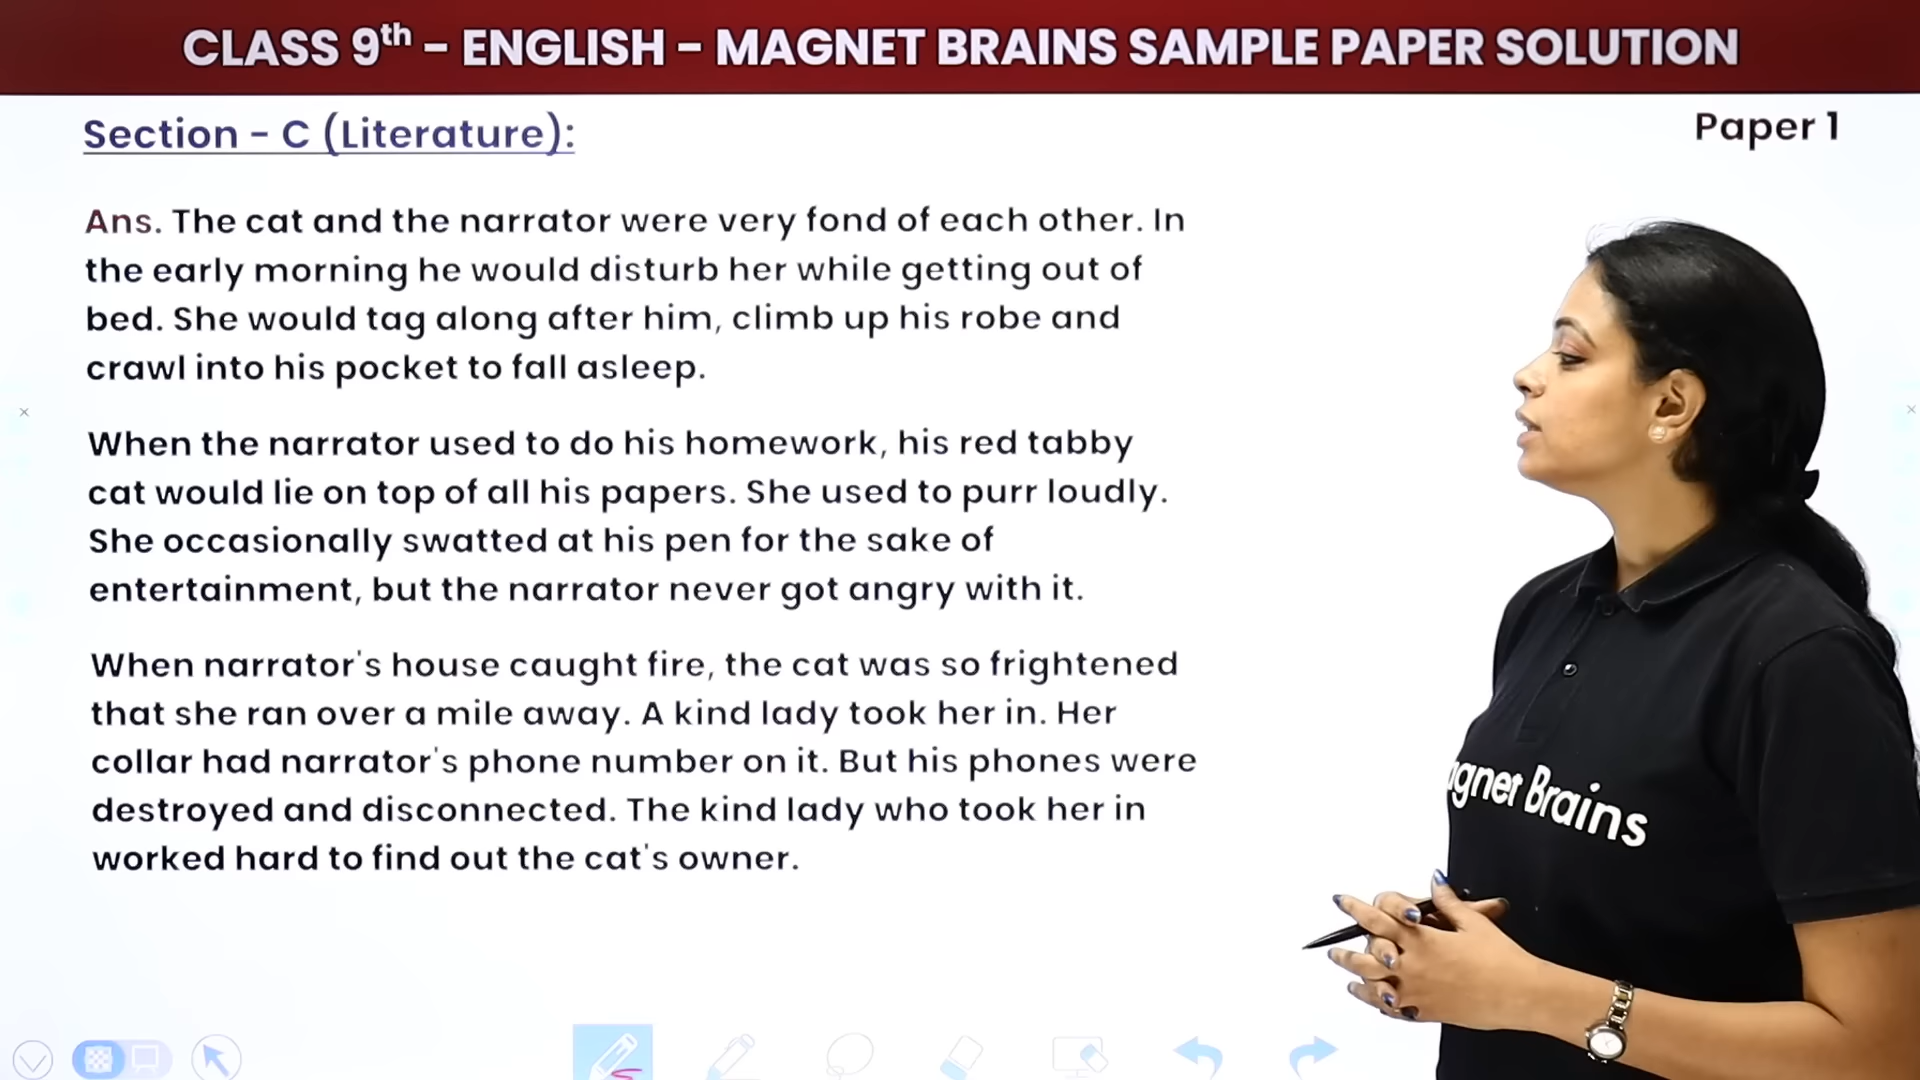 CLASS 9th – ENGLISH – MAGNET BRAINS SAMPLE PAPER SOLUTION
Section - C (Literature):
Paper 1
Ans. The cat and the narrator were very fond of each other. In
the early morning he would disturb her while getting out of
bed. She would tag along after him, climb up his robe and
crawl into his pocket to fall asleep.
When the narrator used to do his homework, his red tabby
cat would lie on top of all his papers. She used to purr loudly.
She occasionally swatted at his pen for the sake of
entertainment, but the narrator never got angry with it.
When narrator's house caught fire, the cat was so frightened
that she ran over a mile away. A kind lady took her in. Her
collar had narrator's phone number on it. But his phones were
destroyed and disconnected. The kind lady who took her in
worked hard to find out the cat's owner.
agnet Brains